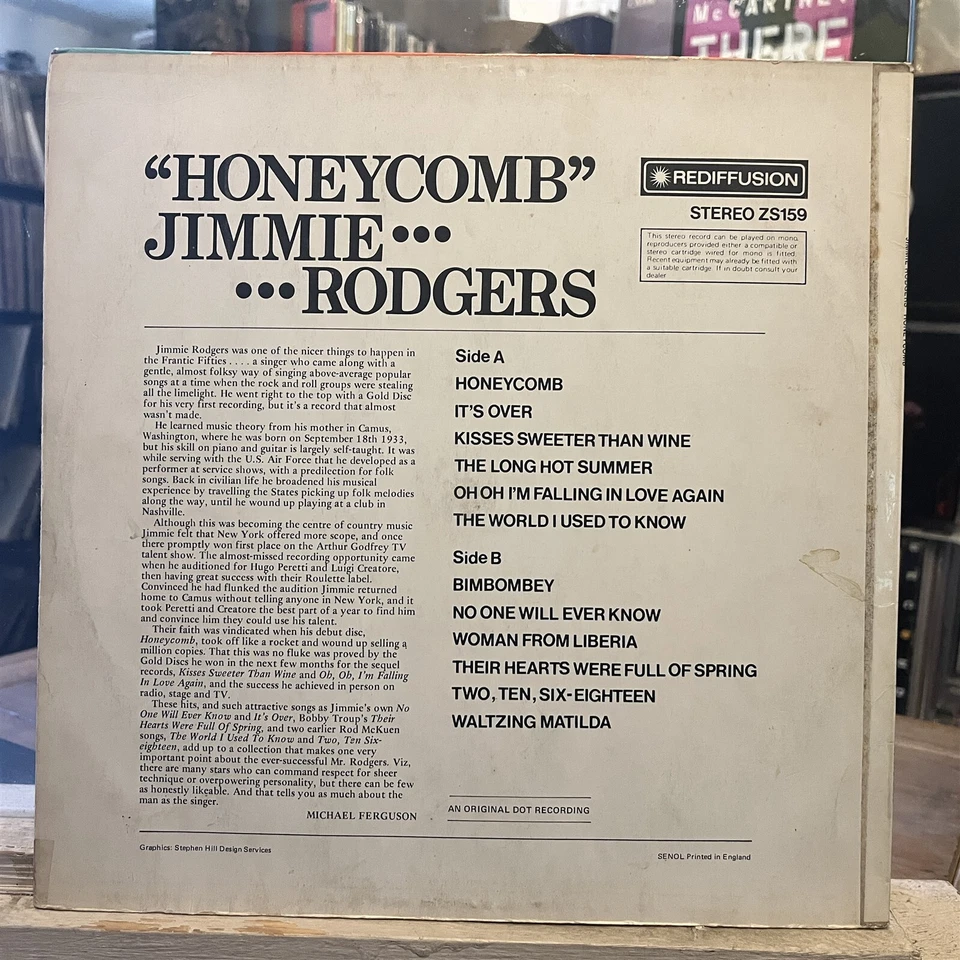 McCARTNEY
THERE
“HONEYCOMB”
JIMMIE •••
••• RODGERS
REDIFFUSION
STEREO ZS159
This stereo record can be played on mono
reproducers provided either a compatible or
stereo cartridge wired for mono is fitted.
Recent equipment may already be fitted with
a suitable cartridge. If in doubt consult your
dealer
Jimmie Rodgers was one of the nicer things to happen in
the Frantic Fifties . . . . a singer who came along with a
gentle, almost folksy way of singing above-average popular
songs at a time when the rock and roll groups were stealing
all the limelight. He went right to the top with a Gold Disc
for his very first recording, but it's a record that almost
wasn't made.
He learned music theory from his mother in Camus,
Washington, where he was born on September 18th 1933,
but his skill on piano and guitar is largely self-taught. It was
while serving with the U.S. Air Force that he developed as a
performer at service shows, with a predilection for folk
songs. Back in civilian life he broadened his musical
experience by travelling the States picking up folk melodies
along the way, until he wound up playing at a club in
Nashville.
Although this was becoming the centre of country music
Jimmie felt that New York offered more scope, and once
there promptly won first place on the Arthur Godfrey TV
talent show. The almost-missed recording opportunity came
when he auditioned for Hugo Peretti and Luigi Creatore,
then having great success with their Roulette label.
Convinced he had flunked the audition Jimmie returned
home to Camus without telling anyone in New York, and it
took Peretti and Creatore the best part of a year to find him
and convince him they could use his talent.
Their faith was vindicated when his debut disc,
Honeycomb, took off like a rocket and wound up selling a
million copies. That this was no fluke was proved by the
Gold Discs he won in the next few months for the sequel
records, Kisses Sweeter Than Wine and Oh, Oh, I'm Falling
In Love Again, and the success he achieved in person on
radio, stage and TV.
These hits, and such attractive songs as Jimmie's own No
One Will Ever Know and It's Over, Bobby Troup's Their
Hearts Were Full Of Spring, and two earlier Rod McKuen
songs, The World I Used To Know and Two, Ten Six-
eighteen, add up to a collection that makes one very
important point about the ever-successful Mr. Rodgers. Viz,
there are many stars who can command respect for sheer
technique or overpowering personality, but there can be few
as honestly likeable. And that tells you as much about the
man as the singer.
MICHAEL FERGUSON
Side A
HONEYCOMB
IT'S OVER
KISSES SWEETER THAN WINE
THE LONG HOT SUMMER
OH OH I'M FALLING IN LOVE AGAIN
THE WORLD I USED TO KNOW
Side B
BIMBOMBEY
NO ONE WILL EVER KNOW
WOMAN FROM LIBERIA
THEIR HEARTS WERE FULL OF SPRING
TWO, TEN, SIX-EIGHTEEN
WALTZING MATILDA
AN ORIGINAL DOT RECORDING
Graphics: Stephen Hill Design Services
SENOL Printed in England